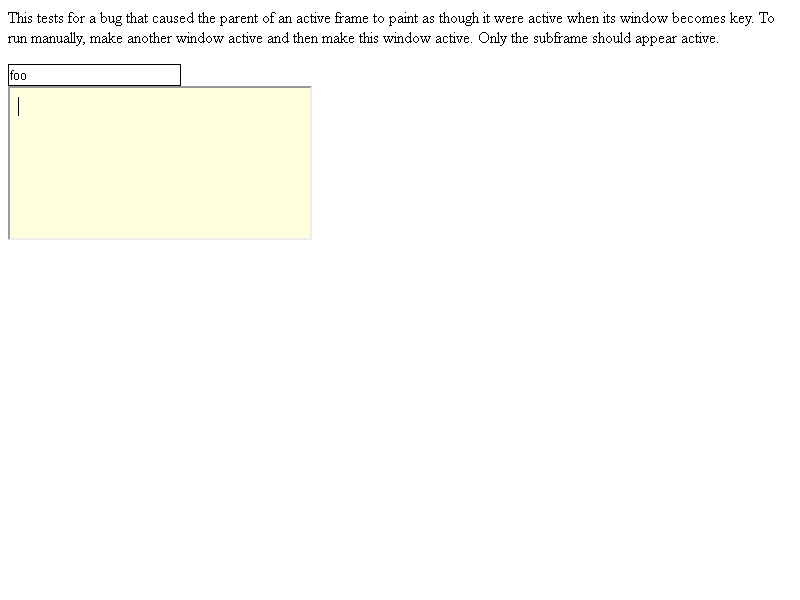 This tests for a bug that caused the parent of an active frame to paint as though it were active when its window becomes key. To
run manually, make another window active and then make this window active. Only the subframe should appear active.
foo